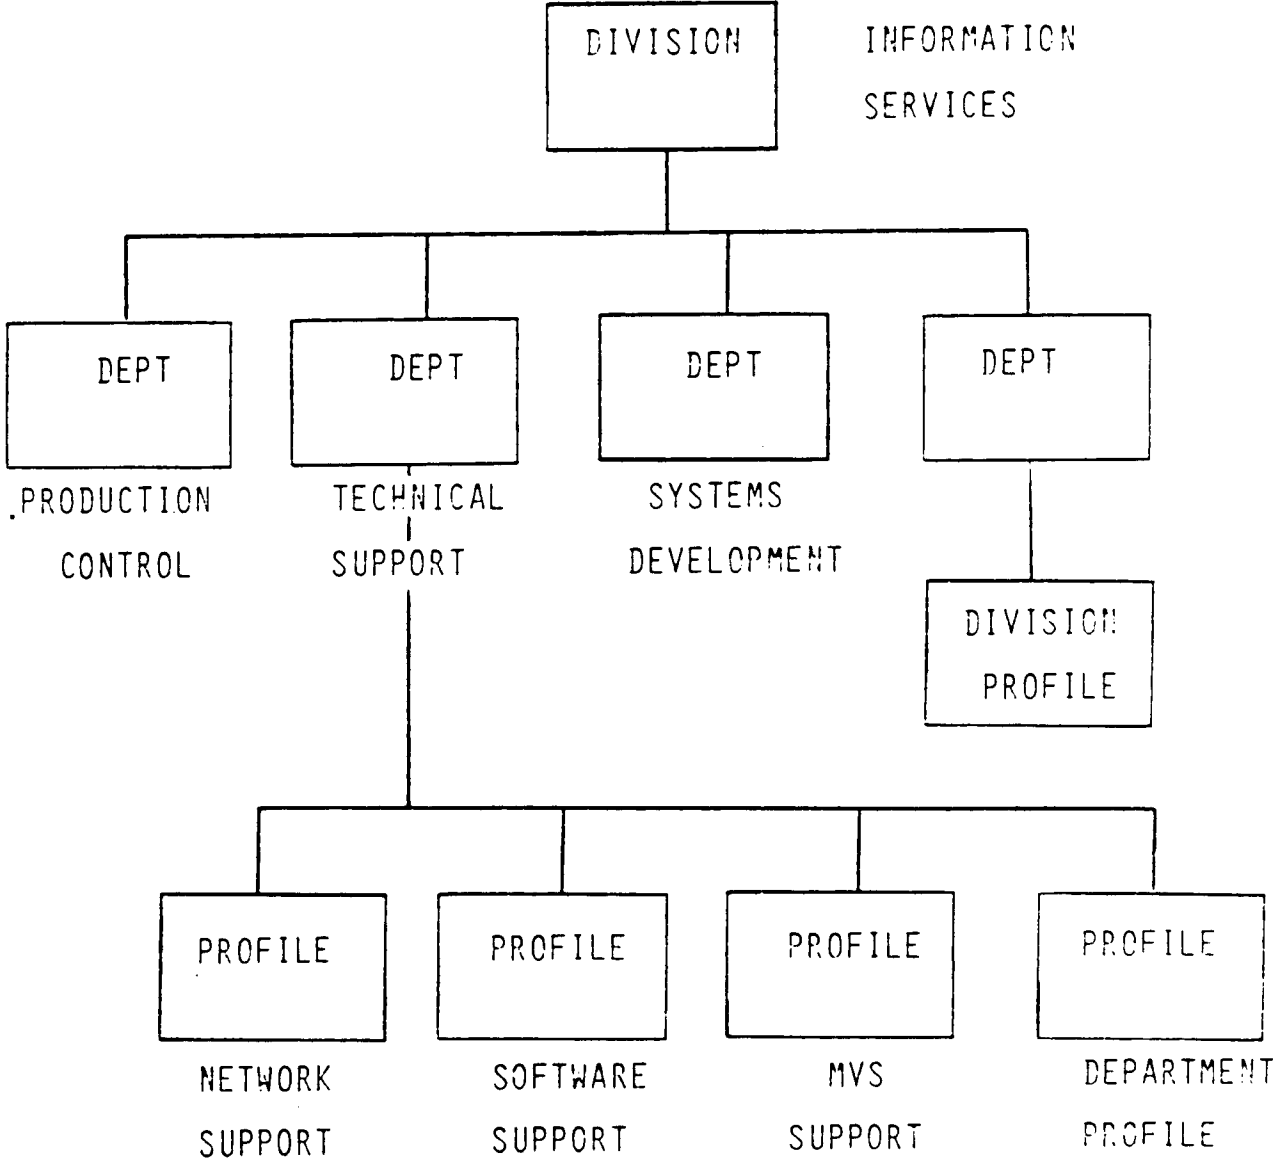 DIVISION
INFORMATION
SERVICES
DEPT
DEPT
DEPT
DEPT
PRODUCTION
CONTROL
TECHNICAL
SUPPORT
SYSTEMS
DEVELOPMENT
DIVISION
PROFILE
PROFILE
PROFILE
PROFILE
PROFILE
NETWORK
SUPPORT
SOFTWARE
SUPPORT
MVS
SUPPORT
DEPARTMENT
PROFILE